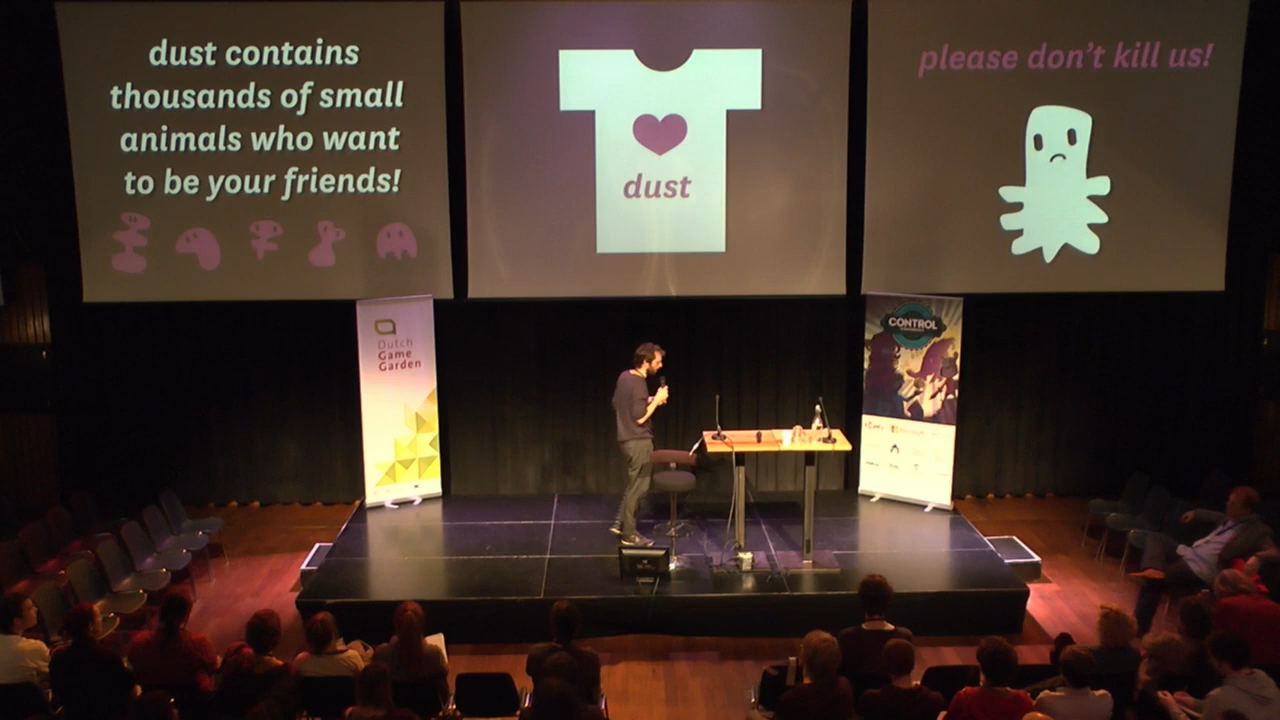 dust contains
thousands of small
animals who want
to be your friends!
dust
please don't kill us!
Dutch
Game
Garden
CONTROL